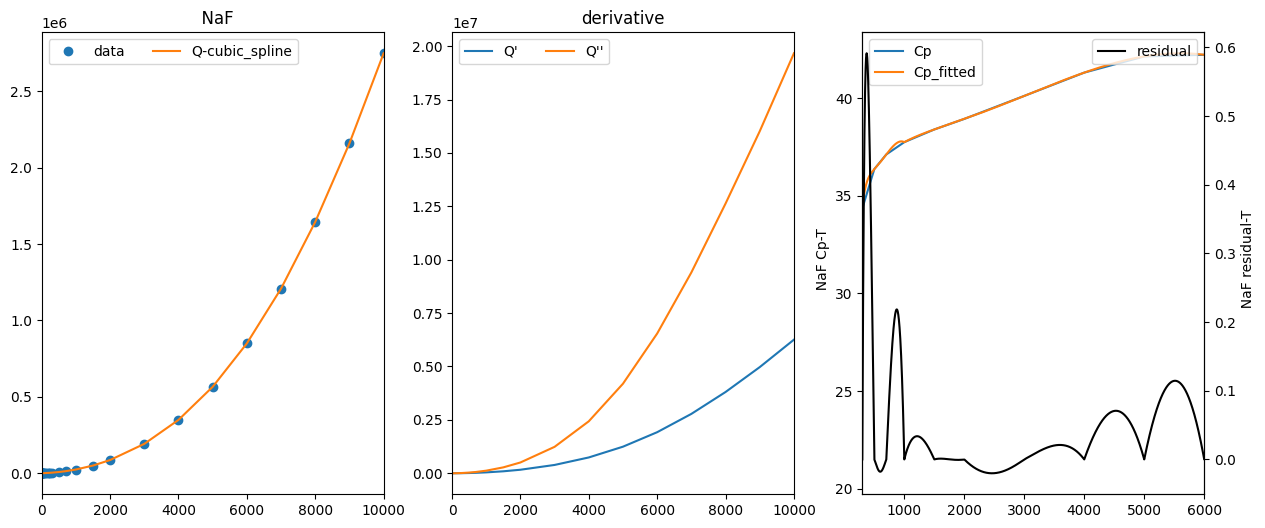 NaF
1e6
data
Q-cubic_spline
2.5
2.0
1.5
1.0
0.5
0.0
0 2000 4000 6000 8000 10000
derivative
1e7
Q'
Q''
2.00
1.75
1.50
1.25
1.00
0.75
0.50
0.25
0.00
0 2000 4000 6000 8000 10000
Cp
Cp_fitted
residual
NaF Cp-T
40
35
30
25
20
1000 2000 3000 4000 5000 6000
0.6
0.5
0.4
0.3
0.2
0.1
0.0
NaF residual-T